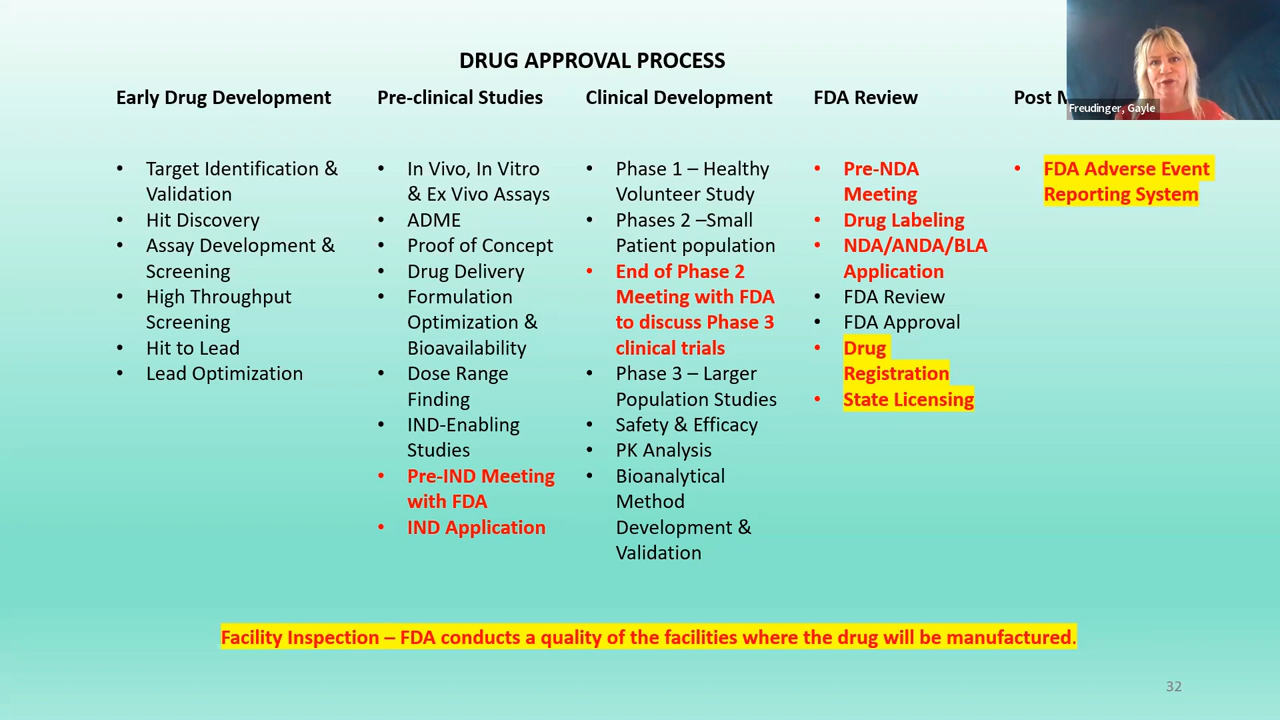 DRUG APPROVAL PROCESS
Early Drug Development
• Target Identification &
Validation
• Hit Discovery
• Assay Development &
Screening
• High Throughput
Screening
• Hit to Lead
• Lead Optimization
Pre-clinical Studies
• In Vivo, In Vitro
& Ex Vivo Assays
• ADME
• Proof of Concept
• Drug Delivery
• Formulation
Optimization &
Bioavailability
• Dose Range
Finding
• IND-Enabling
Studies
• Pre-IND Meeting
with FDA
• IND Application
Clinical Development
• Phase 1 – Healthy
Volunteer Study
• Phases 2 –Small
Patient population
• End of Phase 2
Meeting with FDA
to discuss Phase 3
clinical trials
• Phase 3 – Larger
Population Studies
• Safety & Efficacy
• PK Analysis
• Bioanalytical
Method
Development &
Validation
FDA Review
• Pre-NDA
Meeting
• Drug Labeling
• NDA/ANDA/BLA
Application
• FDA Review
• FDA Approval
• Drug
Registration
• State Licensing
Post
• FDA Adverse Event
Reporting System
Freudinger, Gayle
Facility Inspection – FDA conducts a quality of the facilities where the drug will be manufactured.
32